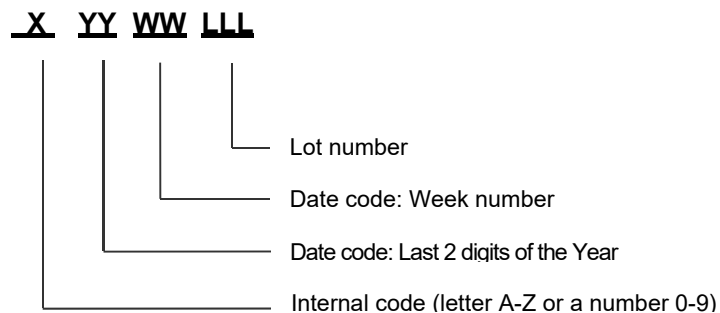 X YY WW LLL
Lot number
Date code: Week number
Date code: Last 2 digits of the Year
Internal code (letter A-Z or a number 0-9)